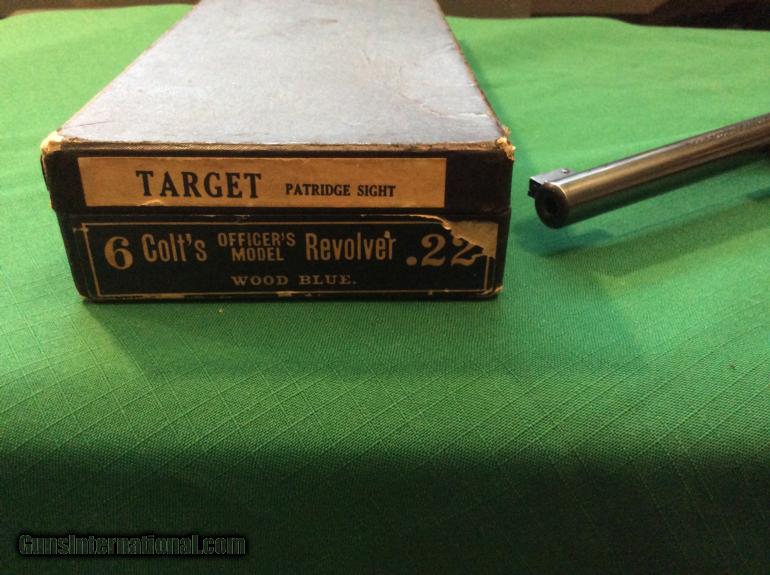 TARGET PATRIDGE SIGHT
6 Colt's OFFICER'S MODEL Revolver .22
WOOD BLUE.
GunsInternational.com